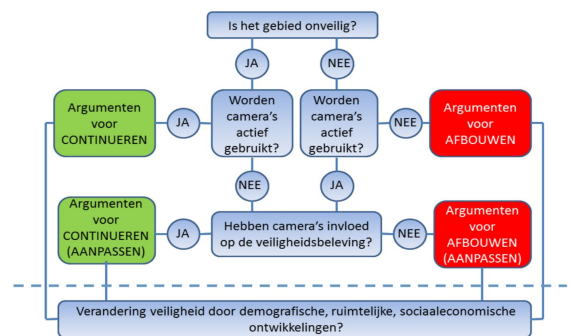 Is het gebied onveilig?
JA
NEE
Argumenten
voor
CONTINUEREN
JA
Worden
camera's
actief
gebruikt?
Worden
camera's
actief
gebruikt?
NEE
Argumenten
voor
AFBOUWEN
NEE
JA
Argumenten
voor
CONTINUEREN
(AANPASSEN)
JA
Hebben camera's invloed
op de veiligheidsbeleving?
NEE
Argumenten
voor
AFBOUWEN
(AANPASSEN)
Verandering veiligheid door demografische, ruimtelijke, sociaaleconomische
ontwikkelingen?